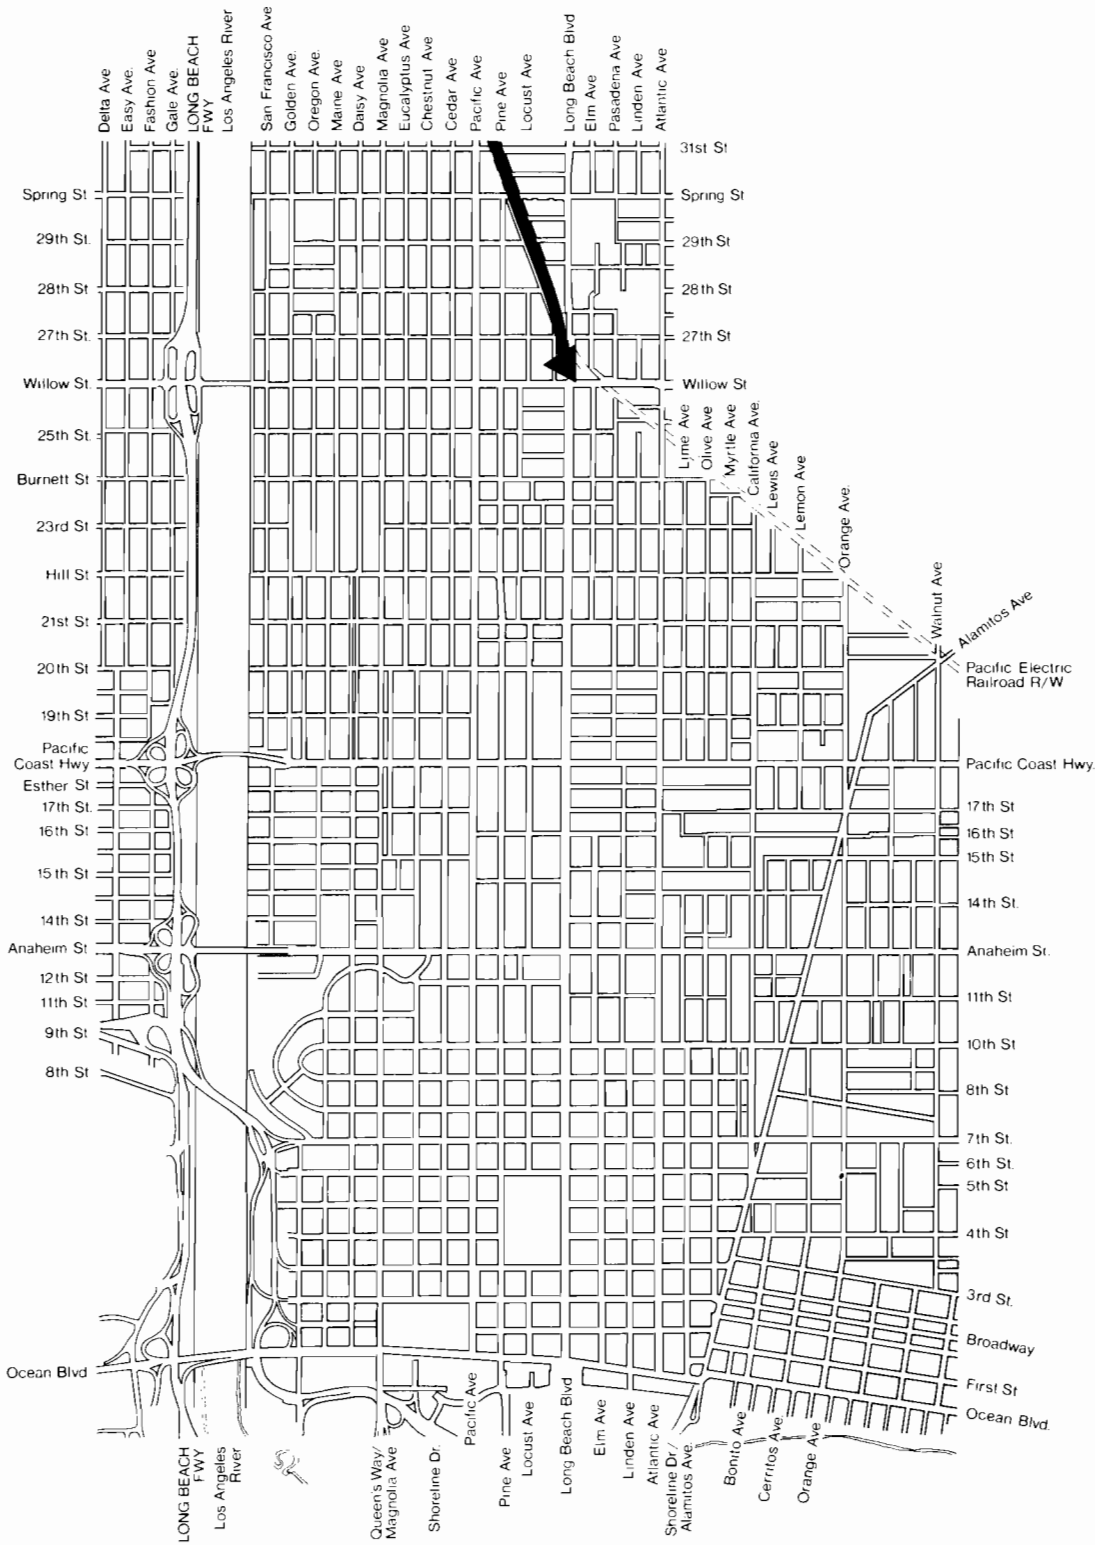 Delta Ave
Easy Ave.
Fashion Ave
Gale Ave.
LONG BEACH
FWY
Los Angeles River
San Francisco Ave
Golden Ave.
Oregon Ave.
Maine Ave
Daisy Ave
Magnolia Ave
Eucalyptus Ave
Chestnut Ave
Cedar Ave
Pacific Ave
Pine Ave
Locust Ave
Long Beach Blvd
Elm Ave
Pasadena Ave
Linden Ave
Atlantic Ave
31st St
Spring St
Spring St
29th St.
29th St
28th St
28th St
27th St.
27th St
Willow St.
Willow St
Lime Ave
Olive Ave
Myrtle Ave
California Ave.
Lewis Ave
Lemon Ave
Orange Ave.
Walnut Ave
Alamitos Ave
25th St.
Burnett St
23rd St
Hill St
21st St
20th St
Pacific Electric
Railroad R/W
19th St
Pacific
Coast Hwy
Pacific Coast Hwy.
Esther St
17th St.
17th St
16th St
16th St
15th St
15th St
14th St.
14th St
Anaheim St
Anaheim St.
12th St
11th St
11th St
9th St
10th St
8th St
8th St
7th St.
6th St.
5th St
4th St
3rd St.
Broadway
Ocean Blvd
First St
Ocean Blvd.
LONG BEACH
FWY
Los Angeles
River
Queen's Way/
Magnolia Ave
Shoreline Dr.
Pacific Ave
Pine Ave
Locust Ave
Long Beach Blvd
Elm Ave
Linden Ave
Atlantic Ave
Shoreline Dr/
Alamitos Ave.
Bonito Ave
Cerritos Ave.
Orange Ave